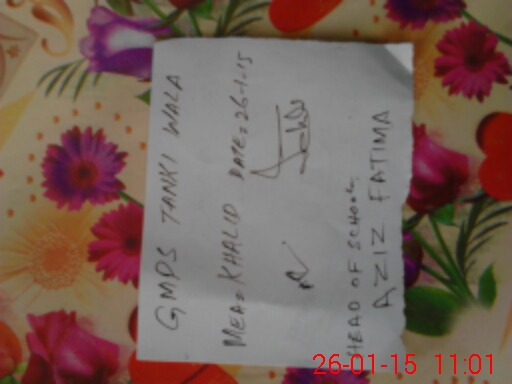 GMPS TANKI WALA
MEA= KHALID DATE= 26-1-15
HEAD OF SCHOOL
AZIZ FATIMA
26-01-15 11:01